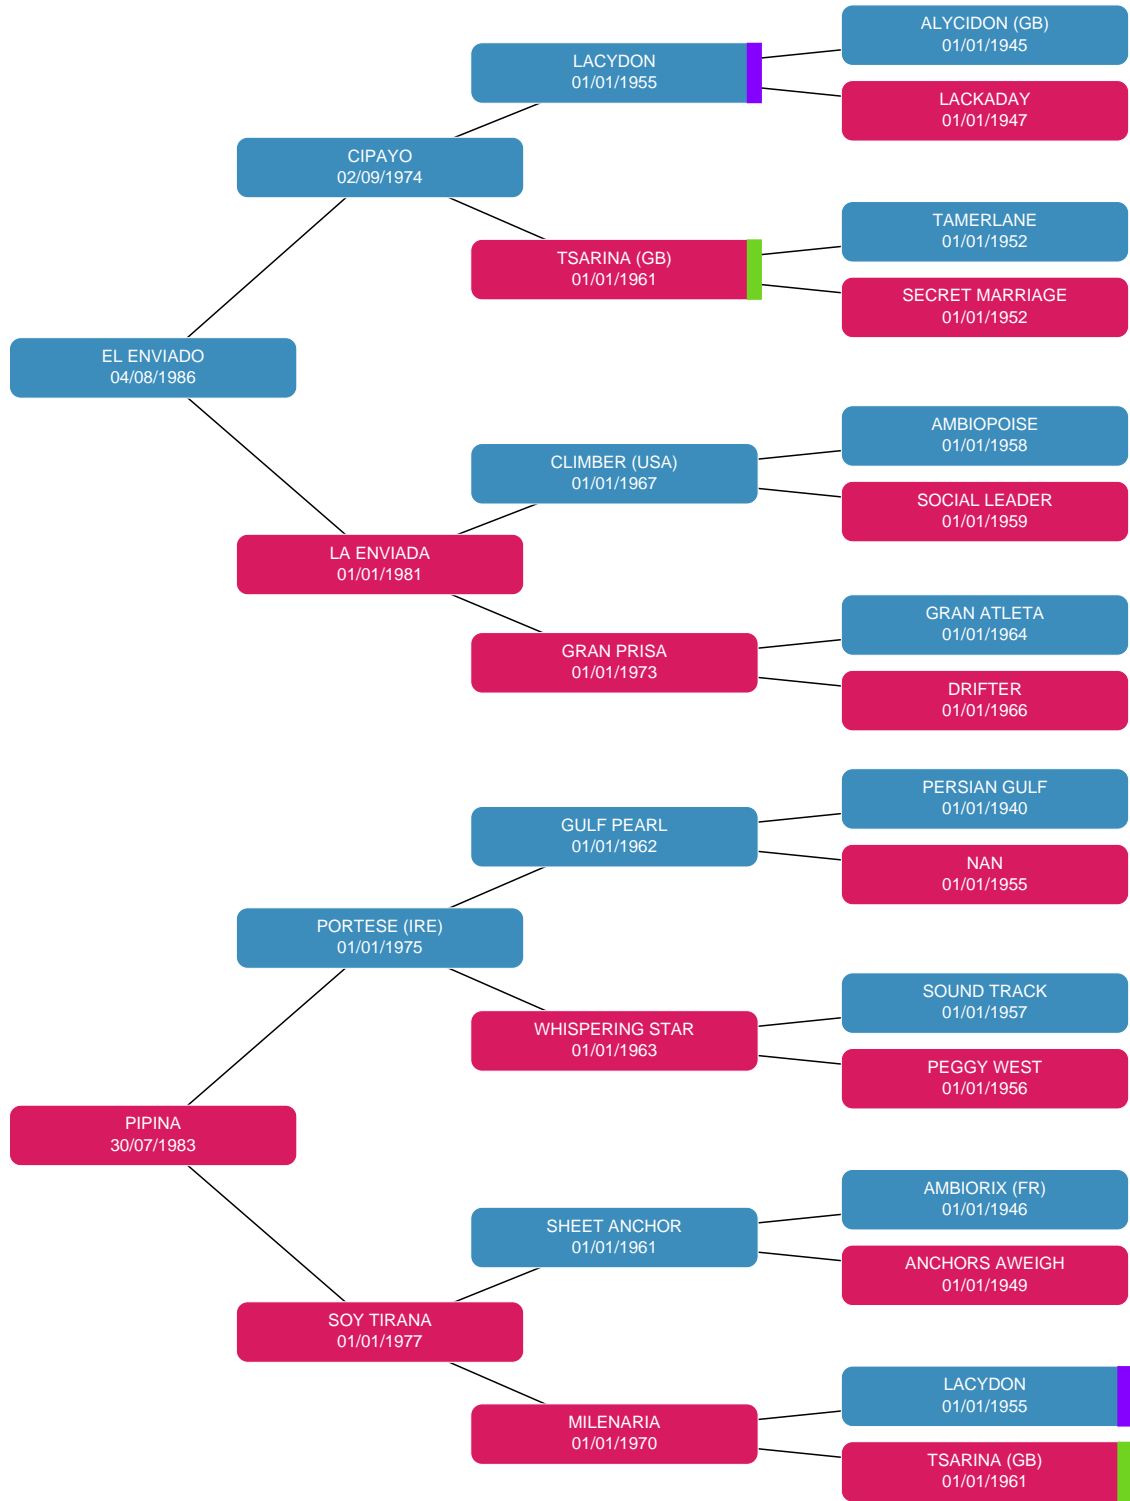 ALYCIDON (GB)
01/01/1945
LACYDON
01/01/1955
LACKADAY
01/01/1947
CIPAYO
02/09/1974
TAMERLANE
01/01/1952
TSARINA (GB)
01/01/1961
SECRET MARRIAGE
01/01/1952
EL ENVIADO
04/08/1986
AMBIOPOISE
01/01/1958
CLIMBER (USA)
01/01/1967
SOCIAL LEADER
01/01/1959
LA ENVIADA
01/01/1981
GRAN ATLETA
01/01/1964
GRAN PRISA
01/01/1973
DRIFTER
01/01/1966
PERSIAN GULF
01/01/1940
GULF PEARL
01/01/1962
NAN
01/01/1955
PORTESE (IRE)
01/01/1975
SOUND TRACK
01/01/1957
WHISPERING STAR
01/01/1963
PEGGY WEST
01/01/1956
PIPINA
30/07/1983
AMBIORIX (FR)
01/01/1946
SHEET ANCHOR
01/01/1961
ANCHORS AWEIGH
01/01/1949
SOY TIRANA
01/01/1977
LACYDON
01/01/1955
MILENARIA
01/01/1970
TSARINA (GB)
01/01/1961